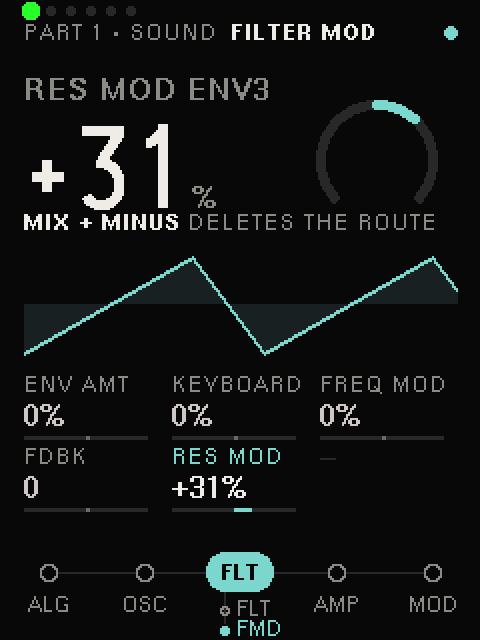 PART 1 · SOUND FILTER MOD
RES MOD ENV3
+31 %
MIX + MINUS DELETES THE ROUTE
ENV AMT KEYBOARD FREQ MOD
0% 0% 0%
FDBK RES MOD —
0 +31%
FLT
ALG OSC FLT AMP MOD
FMD